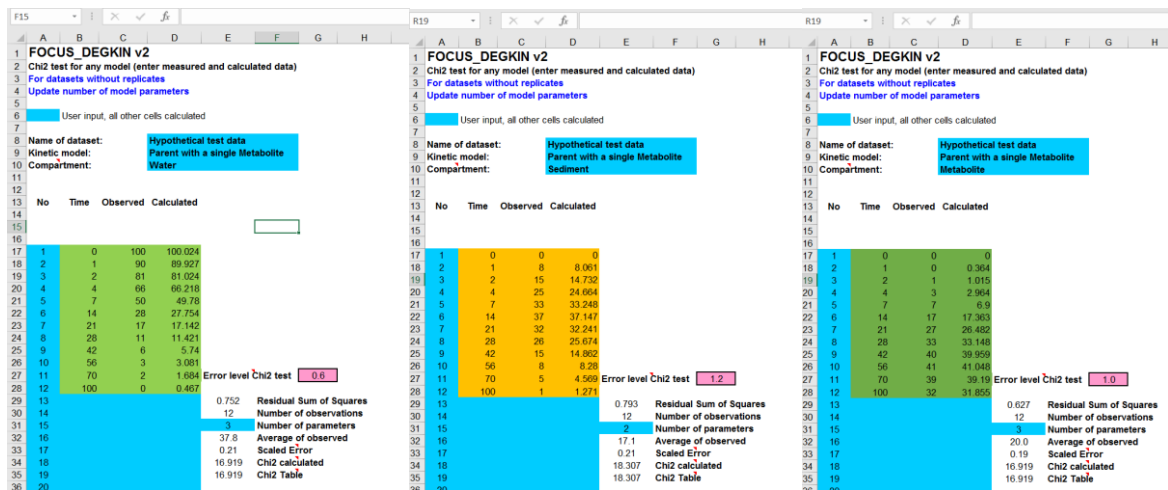 F15 fx
A B C D E F G H
1 FOCUS_DEGKIN v2
2 Chi2 test for any model (enter measured and calculated data)
3 For datasets without replicates
4 Update number of model parameters
5
6 User input, all other cells calculated
7
8 Name of dataset: Hypothetical test data
9 Kinetic model: Parent with a single Metabolite
10 Compartment: Water
11
12
13 No Time Observed Calculated
14
15
16
17 1 0 100 100.024
18 2 1 90 89.927
19 3 2 81 81.024
20 4 4 66 66.218
21 5 7 50 49.78
22 6 14 28 27.754
23 7 21 17 17.142
24 8 28 11 11.421
25 9 42 6 5.74
26 10 56 3 3.081
27 11 70 2 1.684 Error level Chi2 test 0.6
28 12 100 0 0.467
29 13 0.752 Residual Sum of Squares
30 14 12 Number of observations
31 15 3 Number of parameters
32 16 37.8 Average of observed
33 17 0.21 Scaled Error
34 18 16.919 Chi2 calculated
35 19 16.919 Chi2 Table
36 20
R19 fx
A B C D E F G H
1 FOCUS_DEGKIN v2
2 Chi2 test for any model (enter measured and calculated data)
3 For datasets without replicates
4 Update number of model parameters
5
6 User input, all other cells calculated
7
8 Name of dataset: Hypothetical test data
9 Kinetic model: Parent with a single Metabolite
10 Compartment: Sediment
11
12
13 No Time Observed Calculated
14
15
16
17 1 0 0 0
18 2 1 8 8.061
19 3 2 15 14.732
20 4 4 25 24.664
21 5 7 33 33.248
22 6 14 37 37.147
23 7 21 32 32.241
24 8 28 26 25.674
25 9 42 15 14.862
26 10 56 8 8.28
27 11 70 5 4.569 Error level Chi2 test 1.2
28 12 100 1 1.271
29 13 0.793 Residual Sum of Squares
30 14 12 Number of observations
31 15 2 Number of parameters
32 16 17.1 Average of observed
33 17 0.21 Scaled Error
34 18 18.307 Chi2 calculated
35 19 18.307 Chi2 Table
36 20
R19 fx
A B C D E F G H
1 FOCUS_DEGKIN v2
2 Chi2 test for any model (enter measured and calculated data)
3 For datasets without replicates
4 Update number of model parameters
5
6 User input, all other cells calculated
7
8 Name of dataset: Hypothetical test data
9 Kinetic model: Parent with a single Metabolite
10 Compartment: Metabolite
11
12
13 No Time Observed Calculated
14
15
16
17 1 0 0 0
18 2 1 0 0.364
19 3 2 1 1.015
20 4 4 3 2.964
21 5 7 7 6.9
22 6 14 17 17.363
23 7 21 27 26.482
24 8 28 33 33.148
25 9 42 40 39.959
26 10 56 41 41.048
27 11 70 39 39.19 Error level Chi2 test 1.0
28 12 100 32 31.855
29 13 0.627 Residual Sum of Squares
30 14 12 Number of observations
31 15 3 Number of parameters
32 16 20.0 Average of observed
33 17 0.19 Scaled Error
34 18 16.919 Chi2 calculated
35 19 16.919 Chi2 Table
36 20